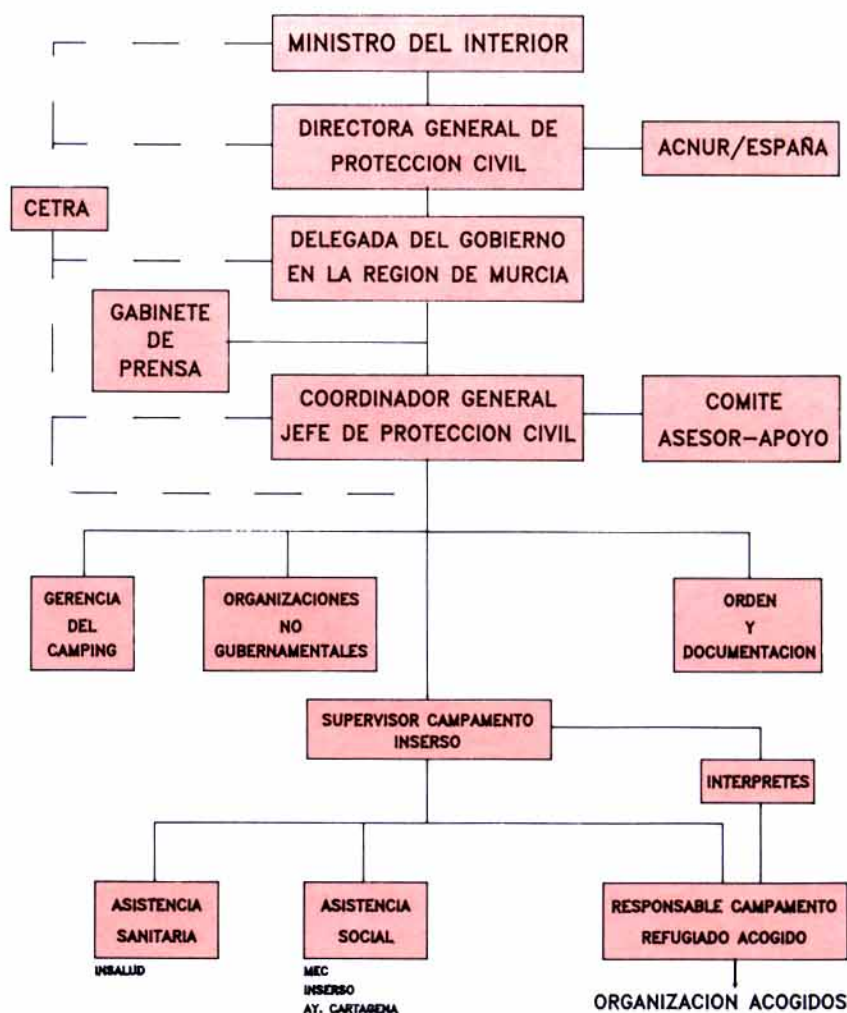 MINISTRO DEL INTERIOR
DIRECTORA GENERAL DE
PROTECCION CIVIL
ACNUR/ESPAÑA
CETRA
DELEGADA DEL GOBIERNO
EN LA REGION DE MURCIA
GABINETE
DE
PRENSA
COORDINADOR GENERAL
JEFE DE PROTECCION CIVIL
COMITE
ASESOR-APOYO
GERENCIA
DEL
CAMPING
ORGANIZACIONES
NO
GUBERNAMENTALES
ORDEN
Y
DOCUMENTACION
SUPERVISOR CAMPAMENTO
INSERSO
INTERPRETES
ASISTENCIA
SANITARIA
INSALUD
ASISTENCIA
SOCIAL
MEC
INSERSO
AY. CARTAGENA
RESPONSABLE CAMPAMENTO
REFUGIADO ACOGIDO
ORGANIZACION ACOGIDOS